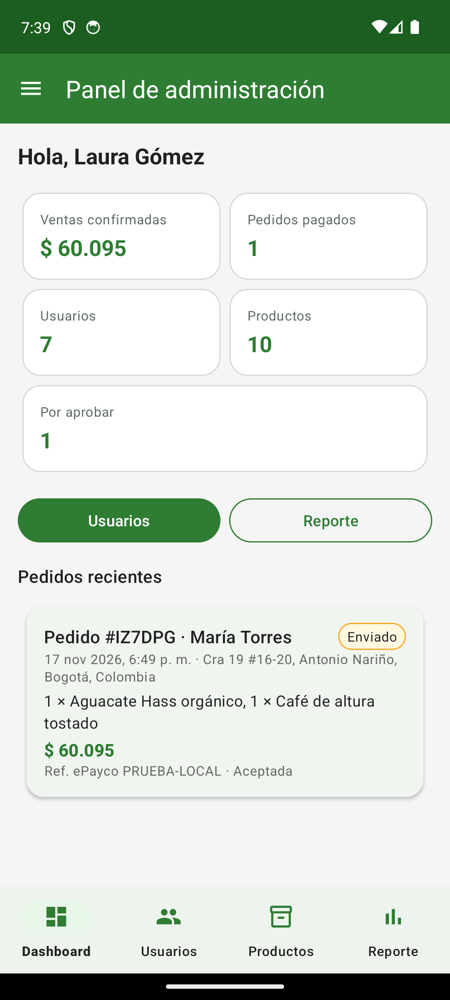 7:39
Panel de administración
Hola, Laura Gómez
Ventas confirmadas
$ 60.095
Pedidos pagados
1
Usuarios
7
Productos
10
Por aprobar
1
Usuarios
Reporte
Pedidos recientes
Pedido #IZ7DPG · María Torres
Enviado
17 nov 2026, 6:49 p. m. · Cra 19 #16-20, Antonio Nariño,
Bogotá, Colombia
1 × Aguacate Hass orgánico, 1 × Café de altura
tostado
$ 60.095
Ref. ePayco PRUEBA-LOCAL · Aceptada
Dashboard
Usuarios
Productos
Reporte